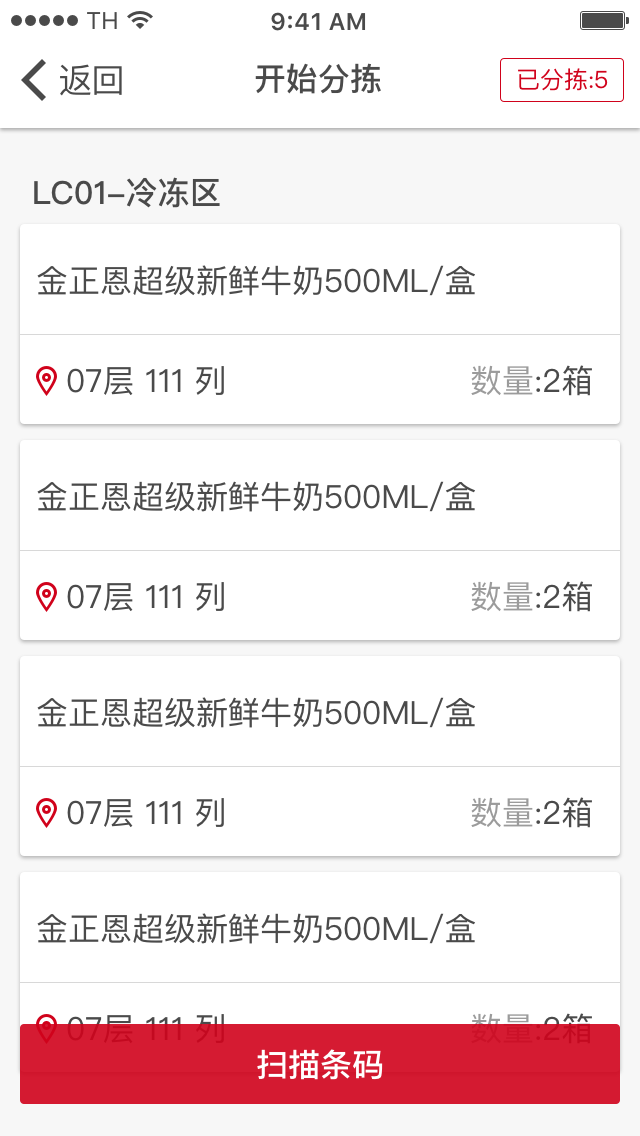 TH 9:41 AM
返回 开始分拣 已分拣:5
LC01–冷冻区
金正恩超级新鲜牛奶500ML/盒
07层 111 列 数量:2箱
金正恩超级新鲜牛奶500ML/盒
07层 111 列 数量:2箱
金正恩超级新鲜牛奶500ML/盒
07层 111 列 数量:2箱
金正恩超级新鲜牛奶500ML/盒
07层 111 列 数量:2箱
扫描条码